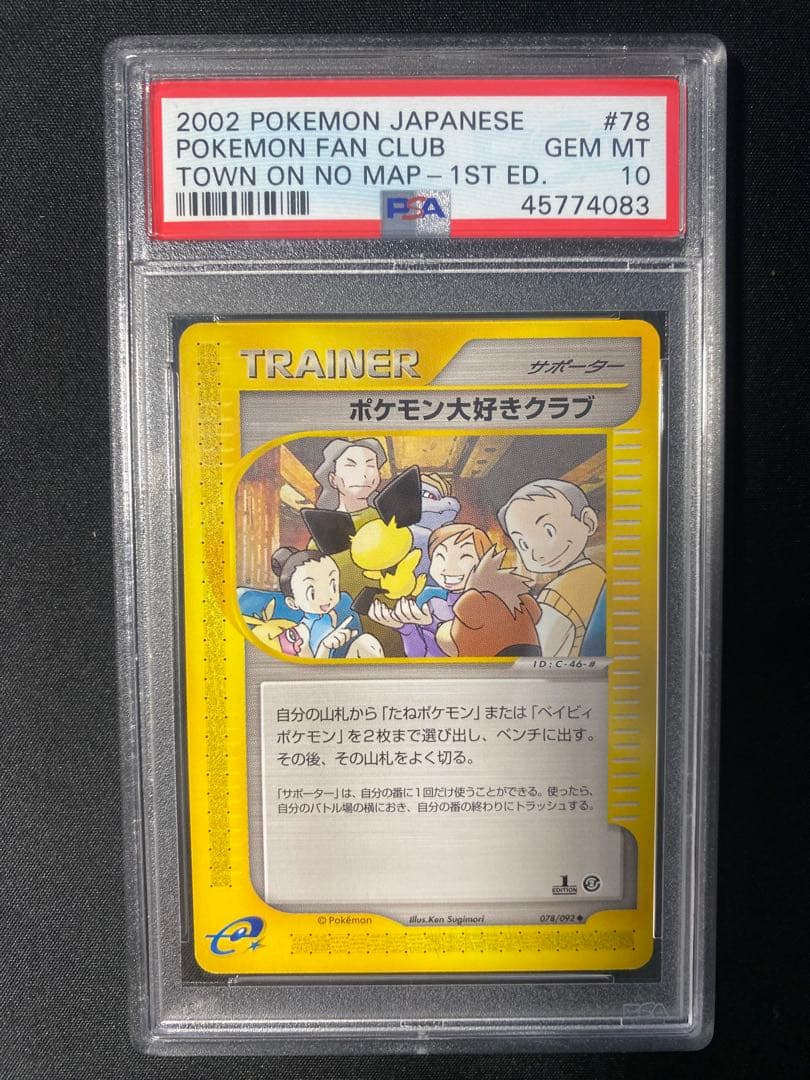 2002 POKEMON JAPANESE #78
POKEMON FAN CLUB GEM MT
TOWN ON NO MAP - 1ST ED. 10
PSA 45774083
TRAINER サポーター
ポケモン大好きクラブ
ID:C-46-#
自分の山札から「たねポケモン」または「ベイビィ
ポケモン」を2枚まで選び出し、ベンチに出す。
その後、その山札をよく切る。
「サポーター」は、自分の番に1回だけ使うことができる。使ったら、
自分のバトル場の横におき、自分の番の終わりにトラッシュする。
1
EDITION
© Pokémon Illus.Ken Sugimori 078/092
e
PSA